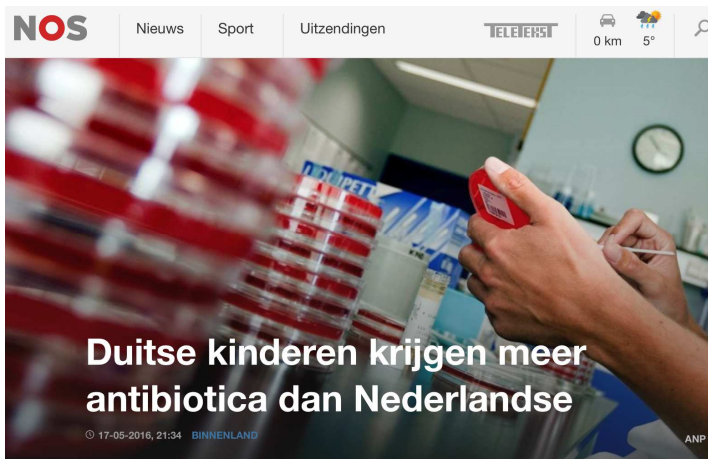 NOS
Nieuws
Sport
Uitzendingen
TELETEKST
0 km
5°
Duitse kinderen krijgen meer
antibiotica dan Nederlandse
17-05-2016, 21:34 BINNENLAND
ANP